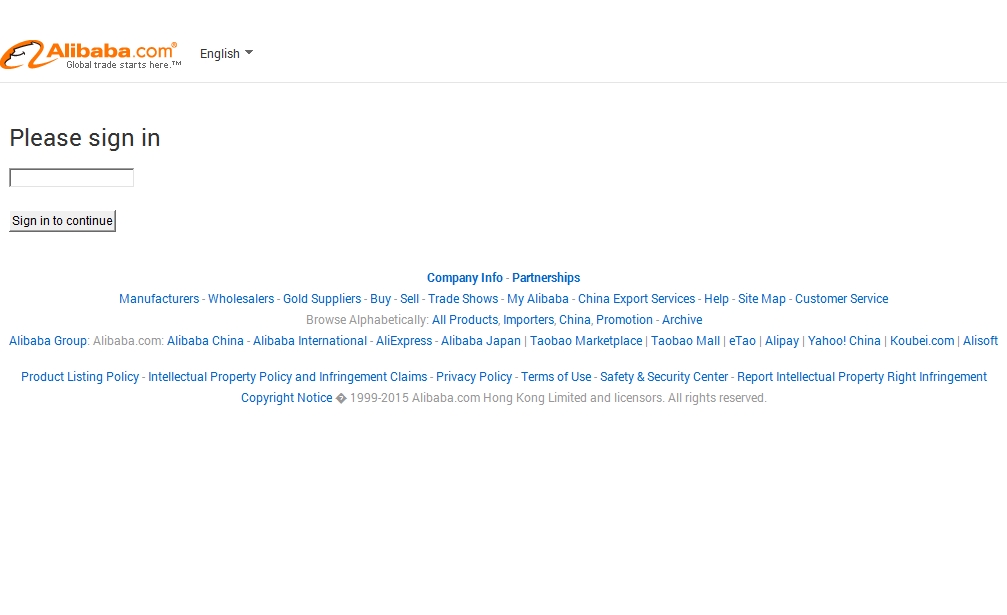 Alibaba.com®
Global trade starts here.™
English
Please sign in
Sign in to continue
Company Info - Partnerships
Manufacturers - Wholesalers - Gold Suppliers - Buy - Sell - Trade Shows - My Alibaba - China Export Services - Help - Site Map - Customer Service
Browse Alphabetically: All Products, Importers, China, Promotion - Archive
Alibaba Group: Alibaba.com: Alibaba China - Alibaba International - AliExpress - Alibaba Japan | Taobao Marketplace | Taobao Mall | eTao | Alipay | Yahoo! China | Koubei.com | Alisoft
Product Listing Policy - Intellectual Property Policy and Infringement Claims - Privacy Policy - Terms of Use - Safety & Security Center - Report Intellectual Property Right Infringement
Copyright Notice � 1999-2015 Alibaba.com Hong Kong Limited and licensors. All rights reserved.